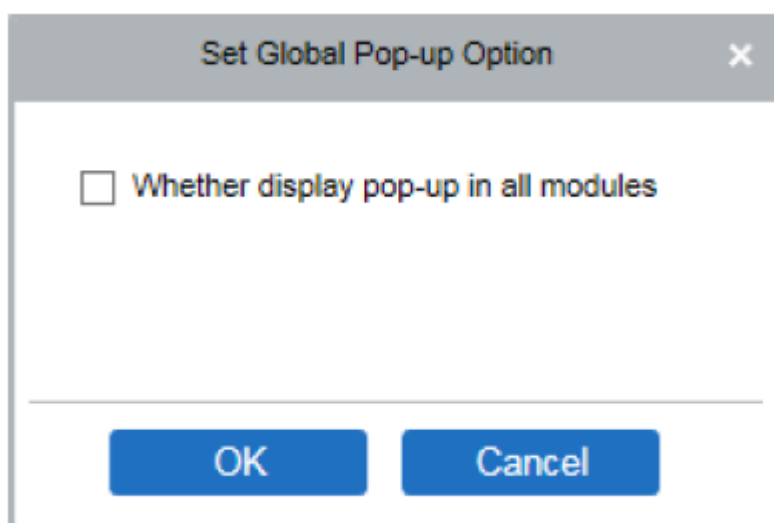 Set Global Pop-up Option
Whether display pop-up in all modules
OK Cancel